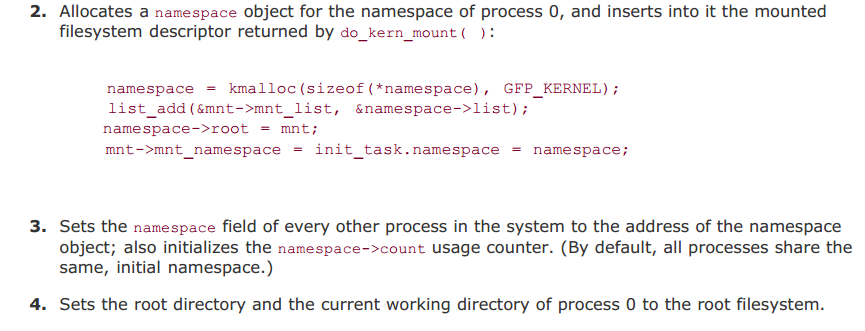 2. Allocates a namespace object for the namespace of process 0, and inserts into it the mounted
filesystem descriptor returned by do_kern_mount( ):
namespace = kmalloc(sizeof(*namespace), GFP_KERNEL);
list_add(&mnt->mnt_list, &namespace->list);
namespace->root = mnt;
mnt->mnt_namespace = init_task.namespace = namespace;
3. Sets the namespace field of every other process in the system to the address of the namespace
object; also initializes the namespace->count usage counter. (By default, all processes share the
same, initial namespace.)
4. Sets the root directory and the current working directory of process 0 to the root filesystem.